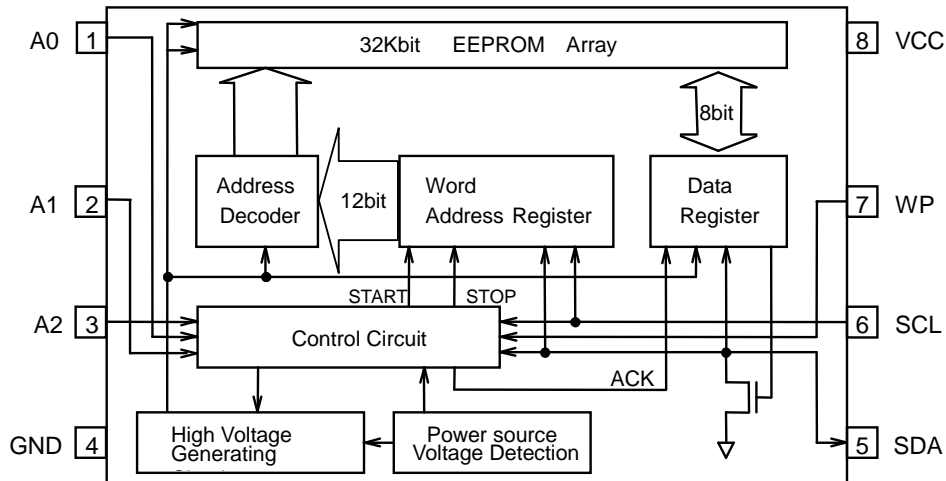 A0 1
32Kbit EEPROM Array
8 VCC
8bit
A1 2
Address
Decoder
12bit
Word
Address Register
Data
Register
7 WP
START
STOP
A2 3
Control Circuit
6 SCL
ACK
GND 4
High Voltage
Generating
Power source
Voltage Detection
5 SDA